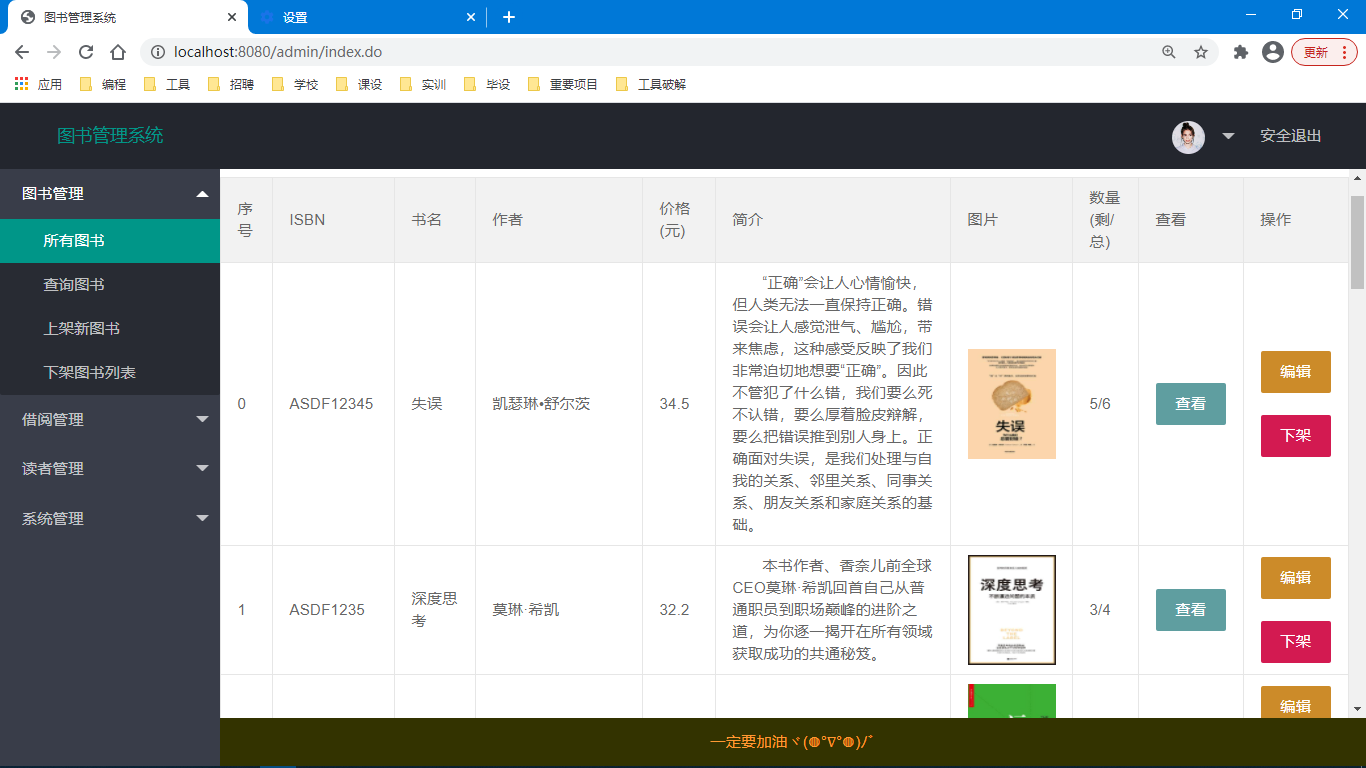 图书管理系统
设置
localhost:8080/admin/index.do
更新
应用
编程
工具
招聘
学校
课设
实训
毕设
重要项目
工具破解
图书管理系统
安全退出
图书管理
所有图书
查询图书
上架新图书
下架图书列表
借阅管理
读者管理
系统管理
序
号
ISBN
书名
作者
价格
(元)
简介
图片
数量
(剩/
总)
查看
操作
0
ASDF12345
失误
凯瑟琳•舒尔茨
34.5
“正确”会让人心情愉快，
但人类无法一直保持正确。错
误会让人感觉泄气、尴尬，带
来焦虑，这种感受反映了我们
非常迫切地想要“正确”。因此
不管犯了什么错，我们要么死
不认错，要么厚着脸皮辩解，
要么把错误推到别人身上。正
确面对失误，是我们处理与自
我的关系、邻里关系、同事关
系、朋友关系和家庭关系的基
础。
失误
5/6
查看
编辑
下架
1
ASDF1235
深度思
考
莫琳·希凯
32.2
本书作者、香奈儿前全球
CEO莫琳·希凯回首自己从普
通职员到职场巅峰的进阶之
道，为你逐一揭开在所有领域
获取成功的共通秘笈。
深度思考
3/4
查看
编辑
下架
编辑
一定要加油ヾ(◍°∇°◍)ﾉﾞ